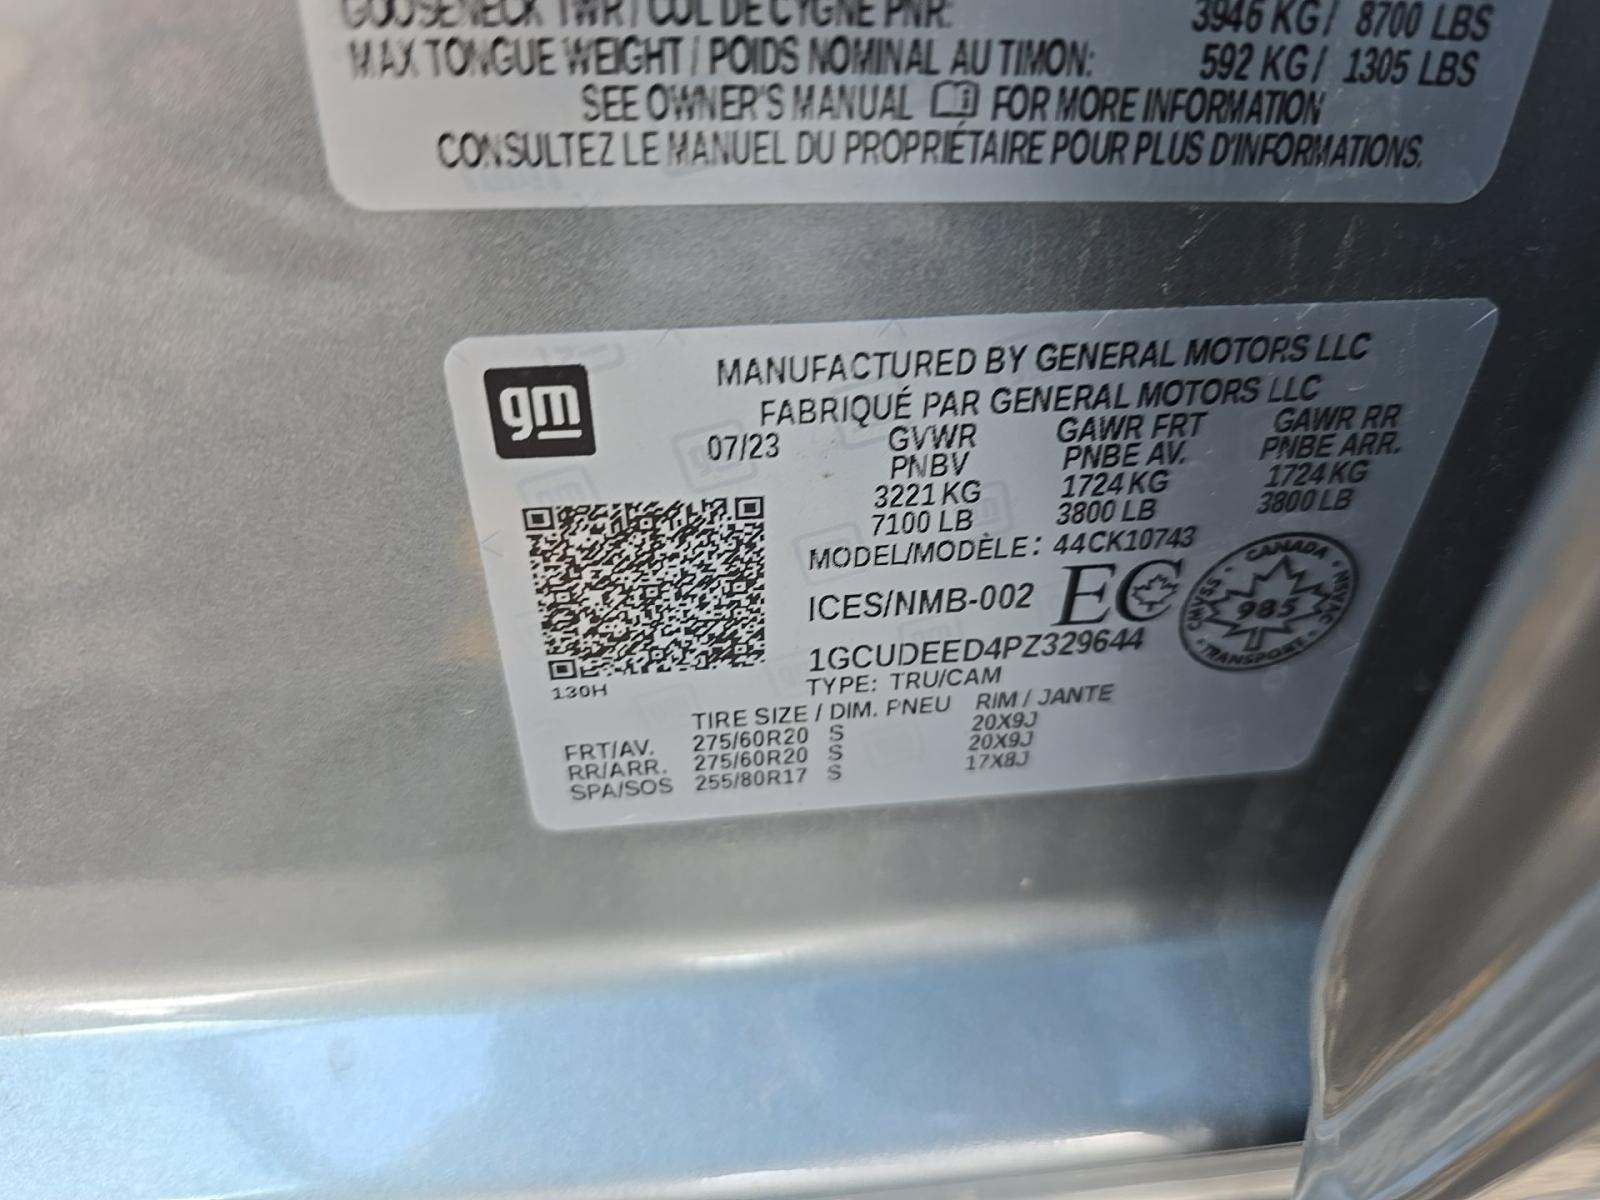 GOOSENECK TWR / COL DE CYGNE PNR: 3946 KG / 8700 LBS
MAX TONGUE WEIGHT / POIDS NOMINAL AU TIMON: 592 KG / 1305 LBS
SEE OWNER'S MANUAL FOR MORE INFORMATION
CONSULTEZ LE MANUEL DU PROPRIÉTAIRE POUR PLUS D'INFORMATIONS.
gm
MANUFACTURED BY GENERAL MOTORS LLC
FABRIQUÉ PAR GENERAL MOTORS LLC
07/23 GVWR GAWR FRT GAWR RR
PNBV PNBE AV. PNBE ARR.
3221 KG 1724 KG 1724 KG
7100 LB 3800 LB 3800 LB
MODEL/MODÈLE: 44CK10743
ICES/NMB-002 EC
CANADA
985
TRANSPORT
1GCUDEED4PZ329644
130H
TYPE: TRU/CAM
TIRE SIZE / DIM. PNEU RIM / JANTE
FRT/AV. 275/60R20 S 20X9J
RR/ARR. 275/60R20 S 20X9J
SPA/SOS 255/80R17 S 17X8J